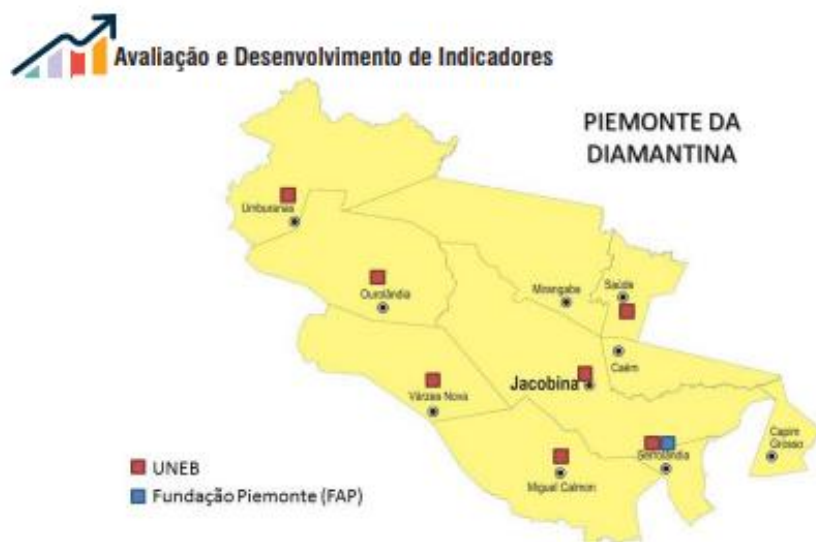 Avaliação e Desenvolvimento de Indicadores
PIEMONTE DA
DIAMANTINA
Umburanas
Ourolândia
Mirangaba
Saúde
Caém
Jacobina
Várzea Nova
Capim
Grosso
Serrolândia
Miguel Calmon
UNEB
Fundação Piemonte (FAP)